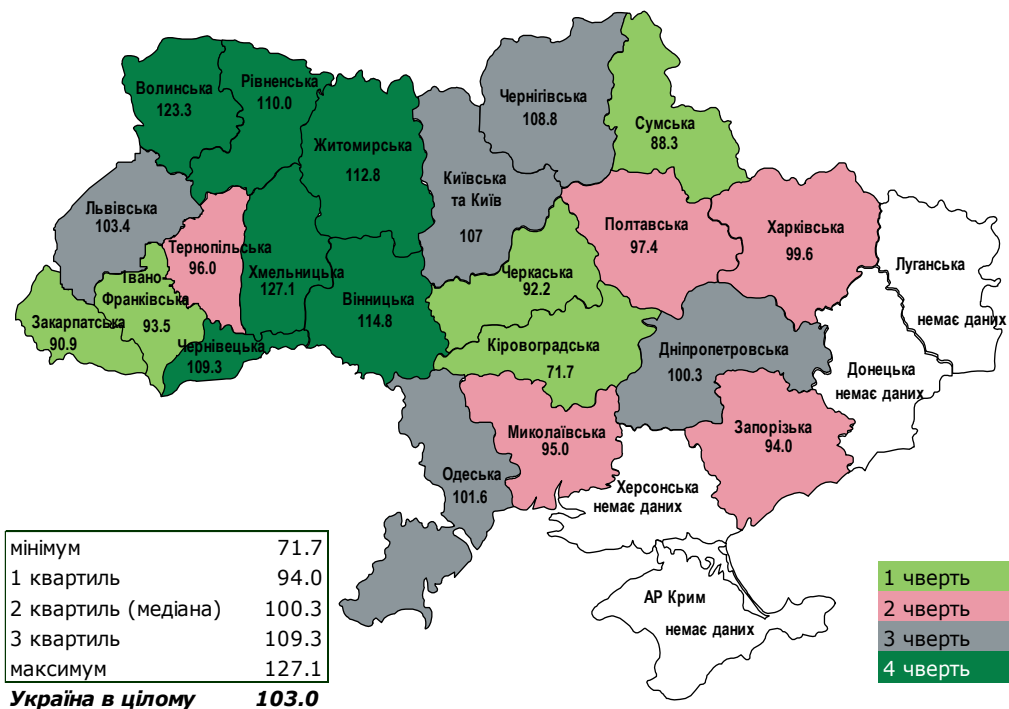 Волинська
123.3
Рівненська
110.0
Житомирська
112.8
Київська
та Київ
107
Чернігівська
108.8
Сумська
88.3
Львівська
103.4
Тернопільська
96.0
Хмельницька
127.1
Вінницька
114.8
Івано-
Франківська
93.5
Закарпатська
90.9
Чернівецька
109.3
Черкаська
92.2
Полтавська
97.4
Харківська
99.6
Луганська
немає даних
Кіровоградська
71.7
Дніпропетровська
100.3
Донецька
немає даних
Миколаївська
95.0
Запорізька
94.0
Одеська
101.6
Херсонська
немає даних
АР Крим
немає даних
мінімум 71.7
1 квартиль 94.0
2 квартиль (медіана) 100.3
3 квартиль 109.3
максимум 127.1
Україна в цілому 103.0
1 чверть
2 чверть
3 чверть
4 чверть